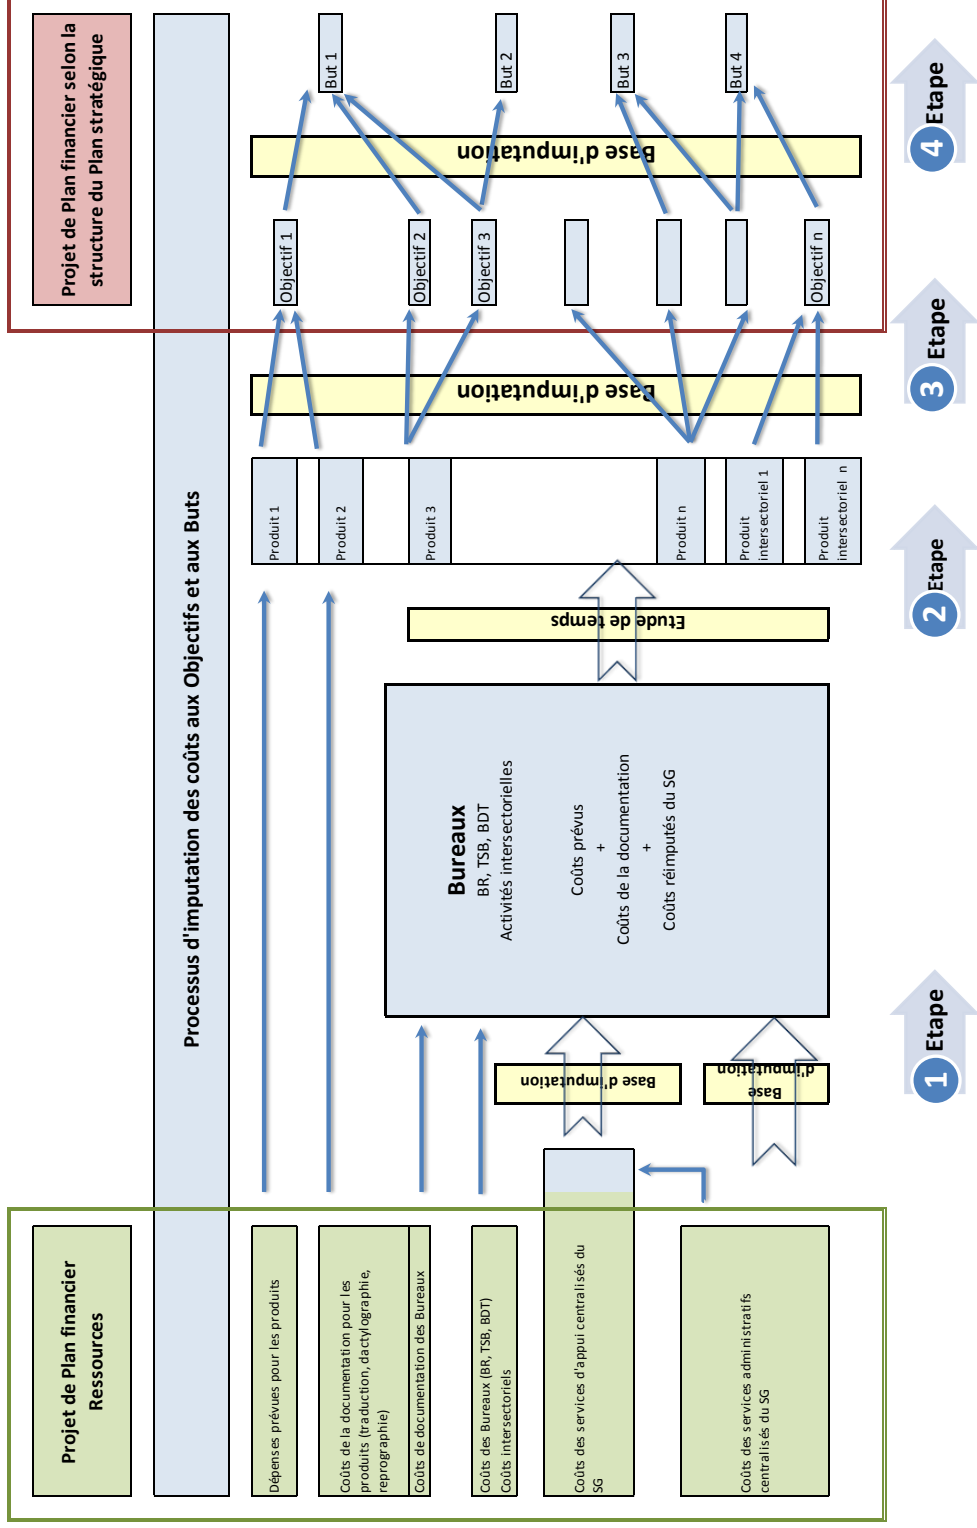 Projet de Plan financier
Ressources
Projet de Plan financier selon la
structure du Plan stratégique
Processus d'imputation des coûts aux Objectifs et aux Buts
Dépenses prévues pour les produits
Coûts de la documentation pour les
produits (traduction, dactylographie,
reprographie)
Coûts de documentation des Bureaux
Coûts des Bureaux (BR, TSB, BDT)
Coûts intersectoriels
Coûts des services d'appui centralisés du
SG
Coûts des services administratifs
centralisés du SG
Base d'imputation
Base
d'imputation
Bureaux
BR, TSB, BDT
Activités intersectorielles
Coûts prévus
+
Coûts de la documentation
+
Coûts réimputés du SG
Etude de temps
Produit 1
Produit 2
Produit 3
Produit n
Produit
intersectoriel 1
Produit
intersectoriel n
Base d'imputation
Objectif 1
Objectif 2
Objectif 3
Objectif n
Base d'imputation
But 1
But 2
But 3
But 4
1 Etape
2 Etape
3 Etape
4 Etape